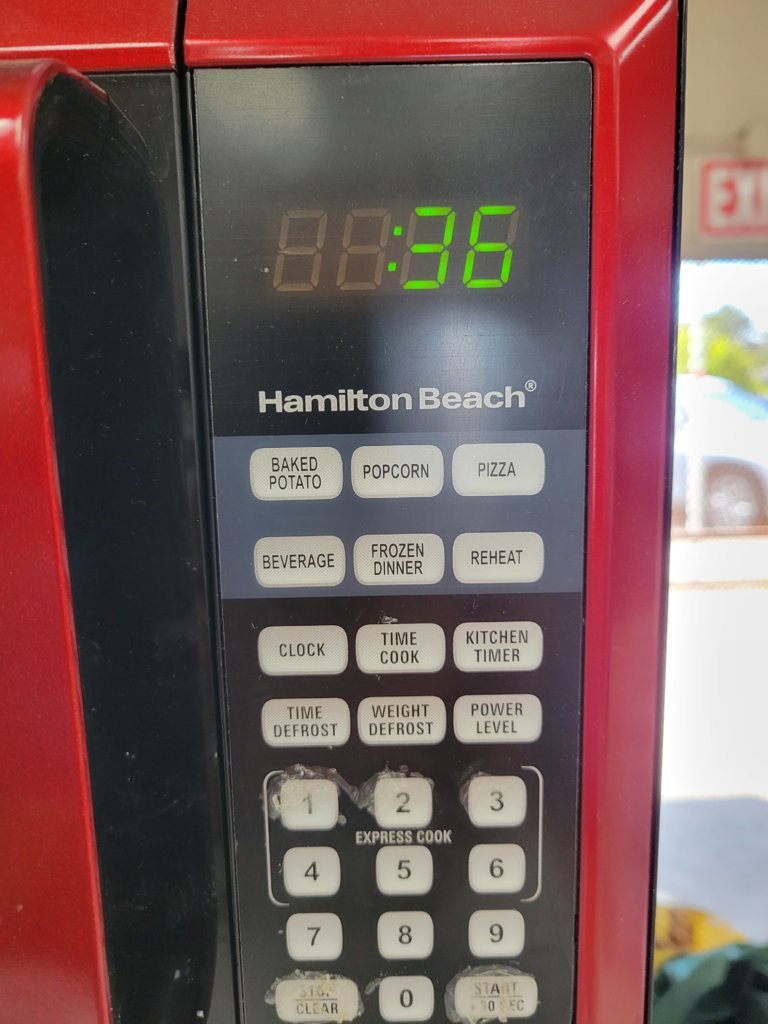 EXI
:36
Hamilton Beach®
BAKED POTATO
POPCORN
PIZZA
BEVERAGE
FROZEN DINNER
REHEAT
CLOCK
TIME COOK
KITCHEN TIMER
TIME DEFROST
WEIGHT DEFROST
POWER LEVEL
1 2 3
EXPRESS COOK
4 5 6
7 8 9
STOP CLEAR
0
START +30 SEC